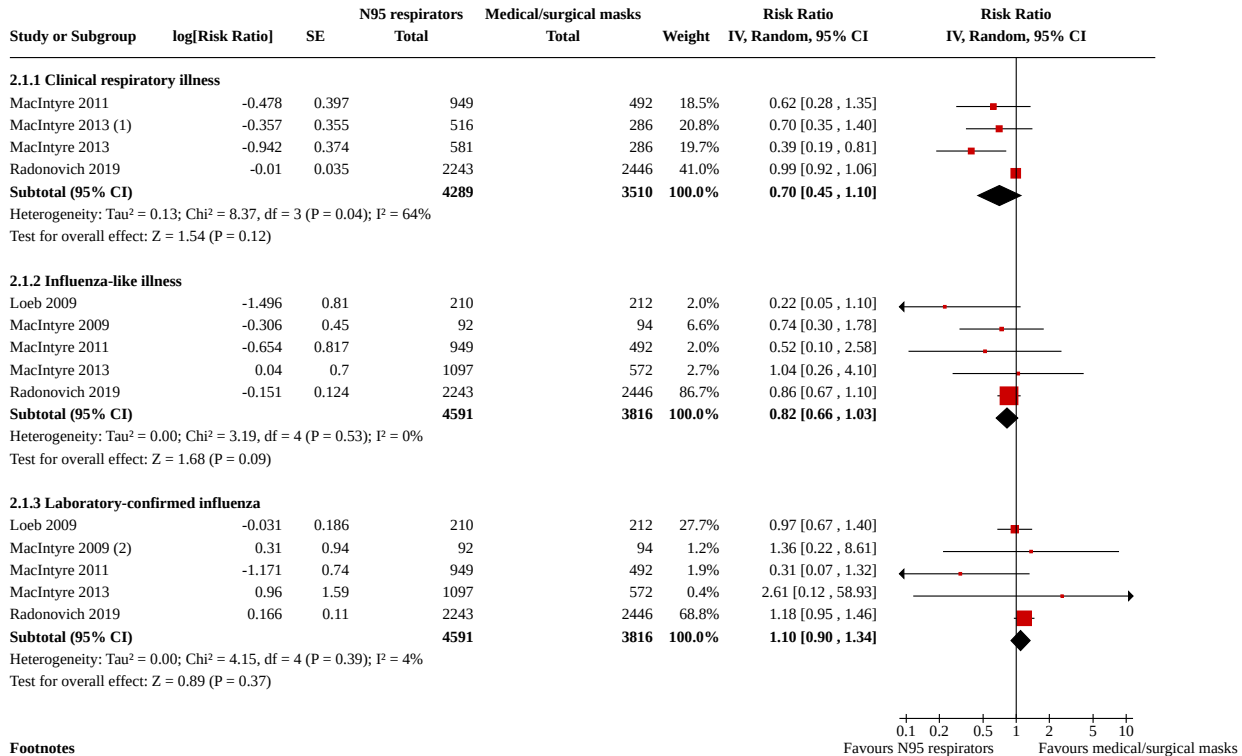 N95 respirators Medical/surgical masks Risk Ratio Risk Ratio
Study or Subgroup log[Risk Ratio] SE Total Total Weight IV, Random, 95% CI IV, Random, 95% CI
2.1.1 Clinical respiratory illness
MacIntyre 2011 -0.478 0.397 949 492 18.5% 0.62 [0.28 , 1.35]
MacIntyre 2013 (1) -0.357 0.355 516 286 20.8% 0.70 [0.35 , 1.40]
MacIntyre 2013 -0.942 0.374 581 286 19.7% 0.39 [0.19 , 0.81]
Radonovich 2019 -0.01 0.035 2243 2446 41.0% 0.99 [0.92 , 1.06]
Subtotal (95% CI) 4289 3510 100.0% 0.70 [0.45 , 1.10]
Heterogeneity: Tau² = 0.13; Chi² = 8.37, df = 3 (P = 0.04); I² = 64%
Test for overall effect: Z = 1.54 (P = 0.12)
2.1.2 Influenza-like illness
Loeb 2009 -1.496 0.81 210 212 2.0% 0.22 [0.05 , 1.10]
MacIntyre 2009 -0.306 0.45 92 94 6.6% 0.74 [0.30 , 1.78]
MacIntyre 2011 -0.654 0.817 949 492 2.0% 0.52 [0.10 , 2.58]
MacIntyre 2013 0.04 0.7 1097 572 2.7% 1.04 [0.26 , 4.10]
Radonovich 2019 -0.151 0.124 2243 2446 86.7% 0.86 [0.67 , 1.10]
Subtotal (95% CI) 4591 3816 100.0% 0.82 [0.66 , 1.03]
Heterogeneity: Tau² = 0.00; Chi² = 3.19, df = 4 (P = 0.53); I² = 0%
Test for overall effect: Z = 1.68 (P = 0.09)
2.1.3 Laboratory-confirmed influenza
Loeb 2009 -0.031 0.186 210 212 27.7% 0.97 [0.67 , 1.40]
MacIntyre 2009 (2) 0.31 0.94 92 94 1.2% 1.36 [0.22 , 8.61]
MacIntyre 2011 -1.171 0.74 949 492 1.9% 0.31 [0.07 , 1.32]
MacIntyre 2013 0.96 1.59 1097 572 0.4% 2.61 [0.12 , 58.93]
Radonovich 2019 0.166 0.11 2243 2446 68.8% 1.18 [0.95 , 1.46]
Subtotal (95% CI) 4591 3816 100.0% 1.10 [0.90 , 1.34]
Heterogeneity: Tau² = 0.00; Chi² = 4.15, df = 4 (P = 0.39); I² = 4%
Test for overall effect: Z = 0.89 (P = 0.37)
0.1 0.2 0.5 1 2 5 10
Footnotes Favours N95 respirators Favours medical/surgical masks